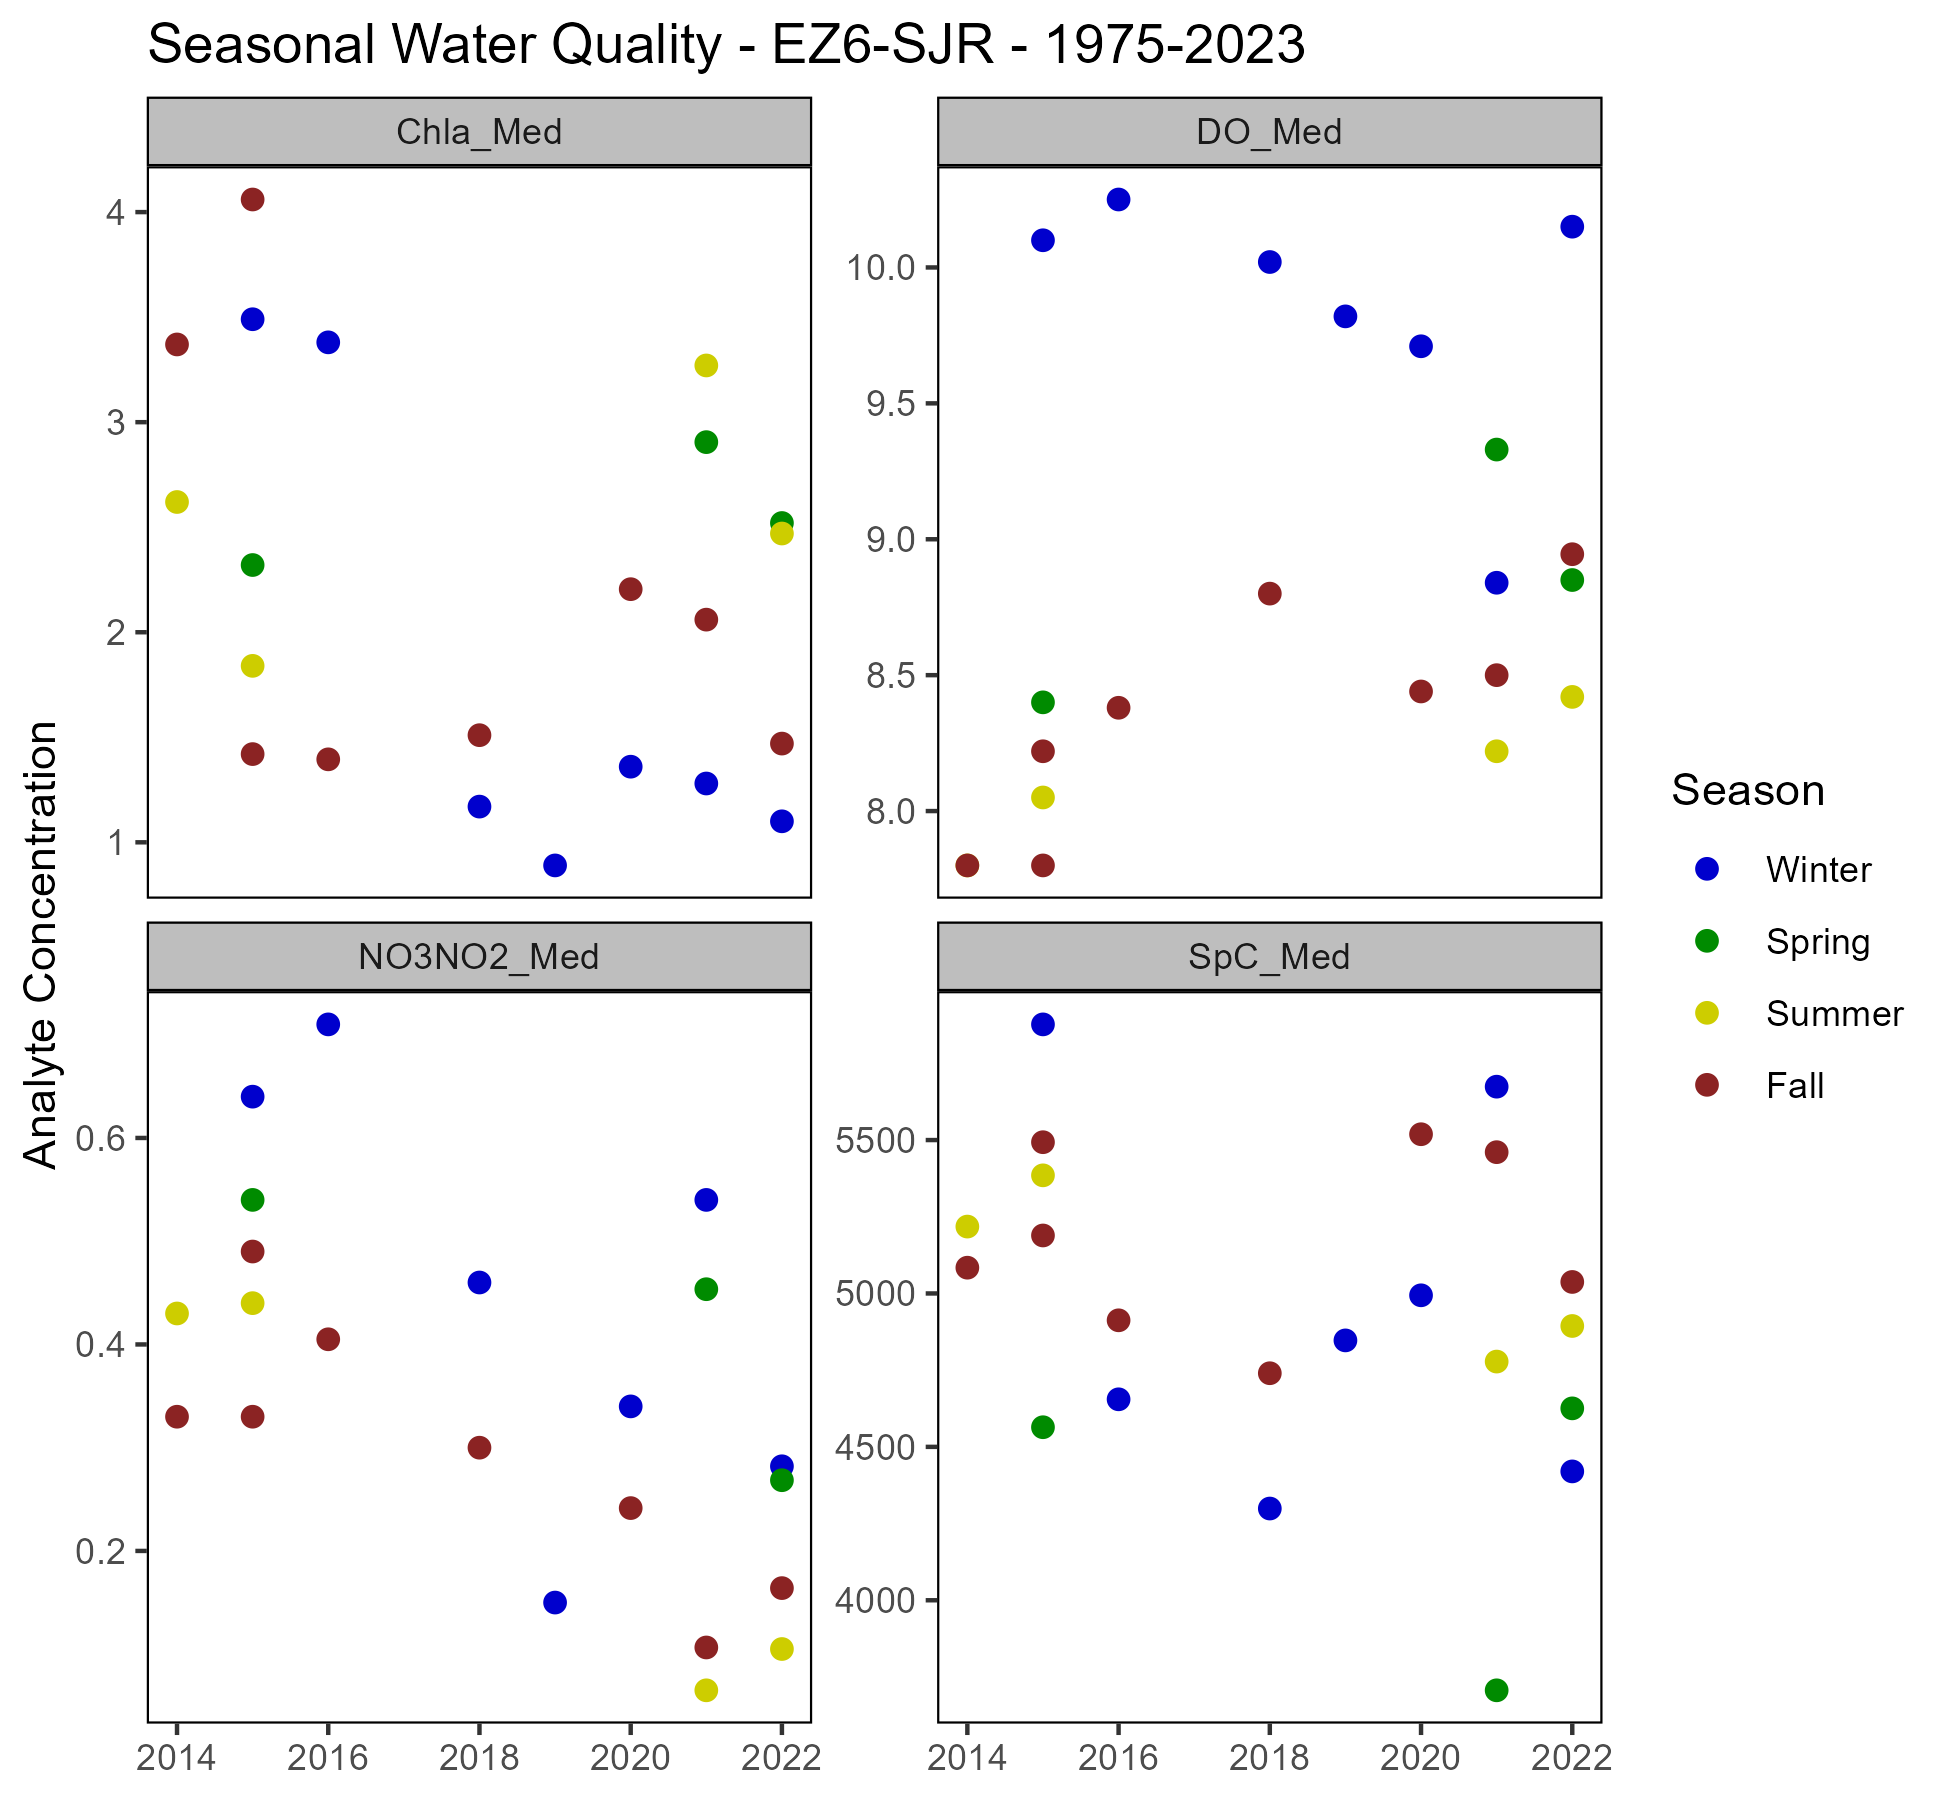 Seasonal Water Quality - EZ6-SJR - 1975-2023
Chla_Med
DO_Med
4
3
2
1
10.0
9.5
9.0
8.5
8.0
NO3NO2_Med
SpC_Med
0.6
0.4
0.2
5500
5000
4500
4000
2014 2016 2018 2020 2022
2014 2016 2018 2020 2022
Analyte Concentration
Season
Winter
Spring
Summer
Fall